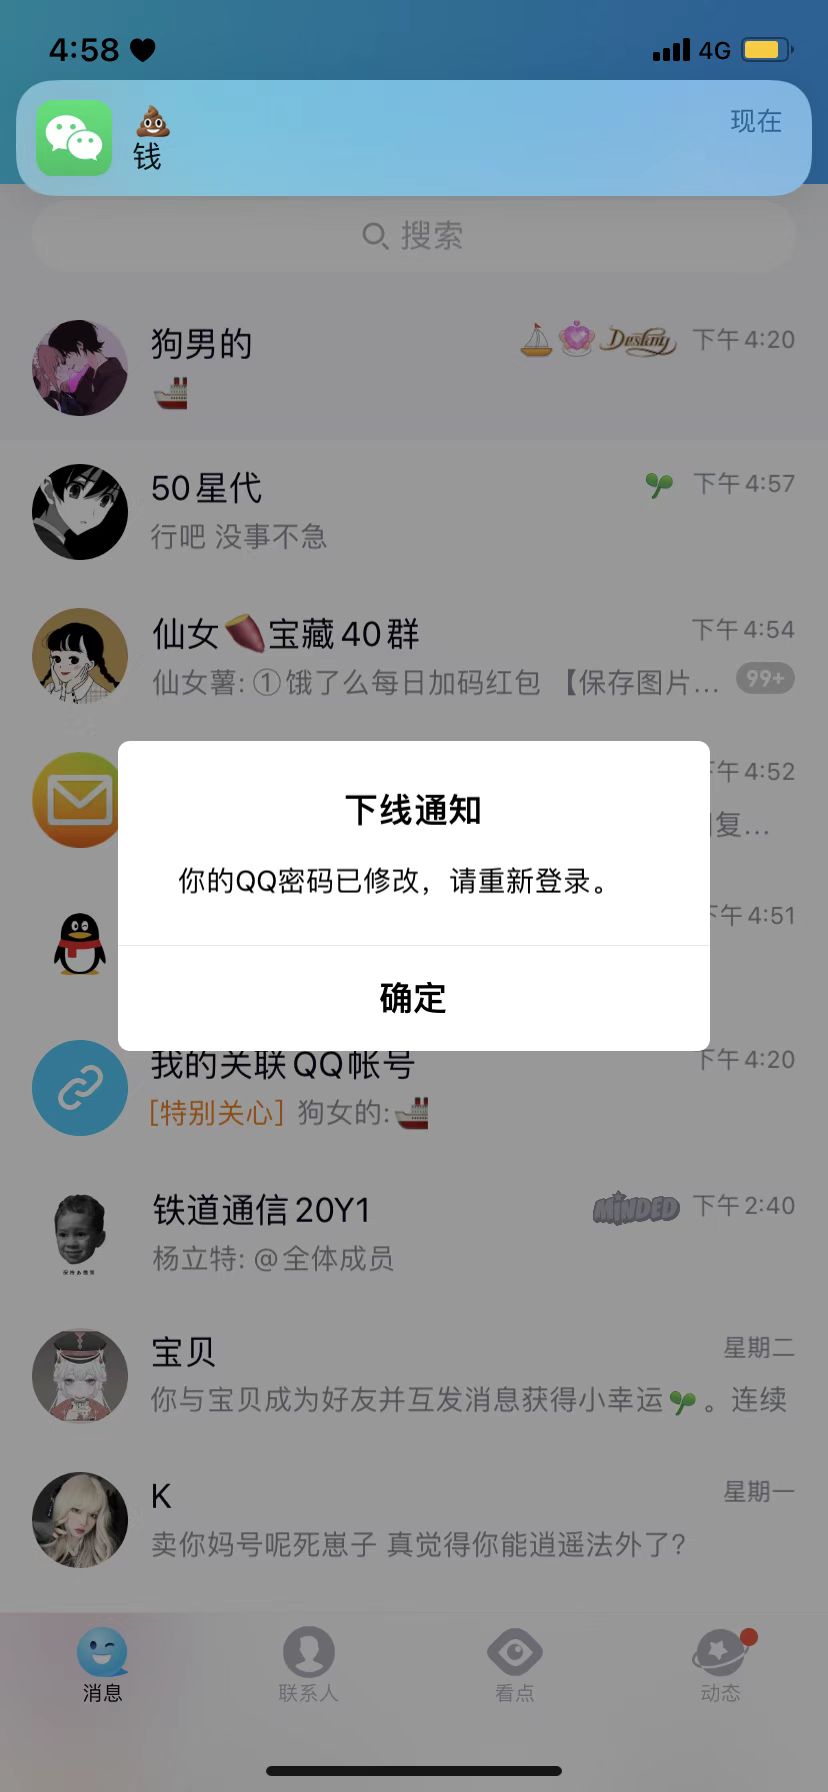 4:58
4G
现在
钱
搜索
狗男的
Destiny
下午4:20
50星代
下午4:57
行吧 没事不急
仙女🍠宝藏40群
下午4:54
仙女薯: ①饿了么每日加码红包 【保存图片...
99+
下午4:52
下线通知
复...
你的QQ密码已修改，请重新登录。
下午4:51
确定
我的关联QQ帐号
下午4:20
[特别关心] 狗女的:🚢
铁道通信20Y1
MINDED
下午2:40
杨立特: @全体成员
宝贝
星期二
你与宝贝成为好友并互发消息获得小幸运🌱。连续
K
星期一
卖你妈号呢死崽子 真觉得你能逍遥法外了?
消息
联系人
看点
动态